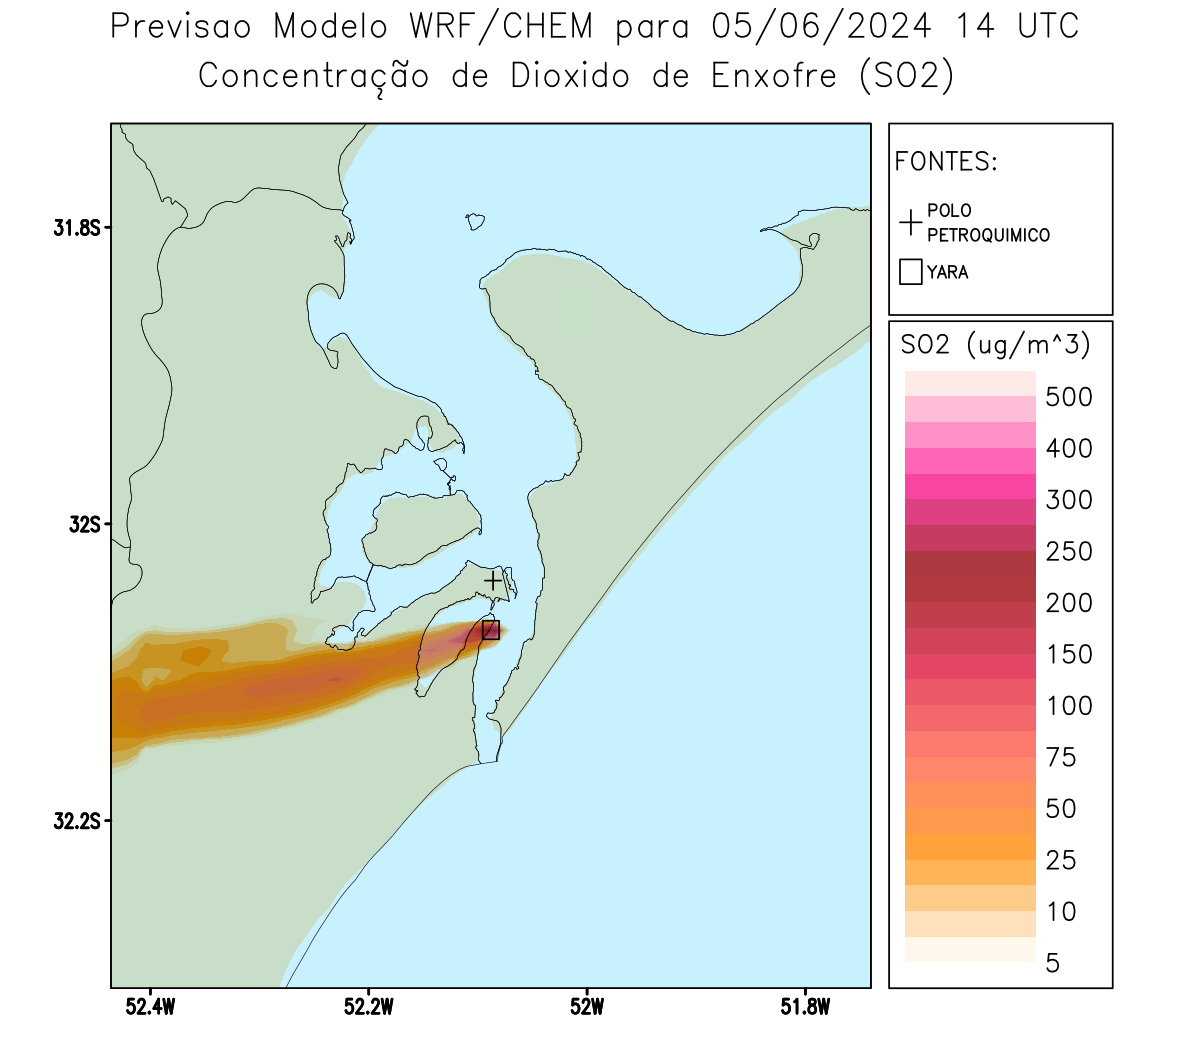 Previsao Modelo WRF/CHEM para 05/06/2024 14 UTC
Concentração de Dioxido de Enxofre (SO2)
FONTES:
POLO
PETROQUIMICO
YARA
SO2 (ug/m^3)
500
400
300
250
200
150
100
75
50
25
10
5
31.8S
32S
32.2S
52.4W
52.2W
52W
51.8W